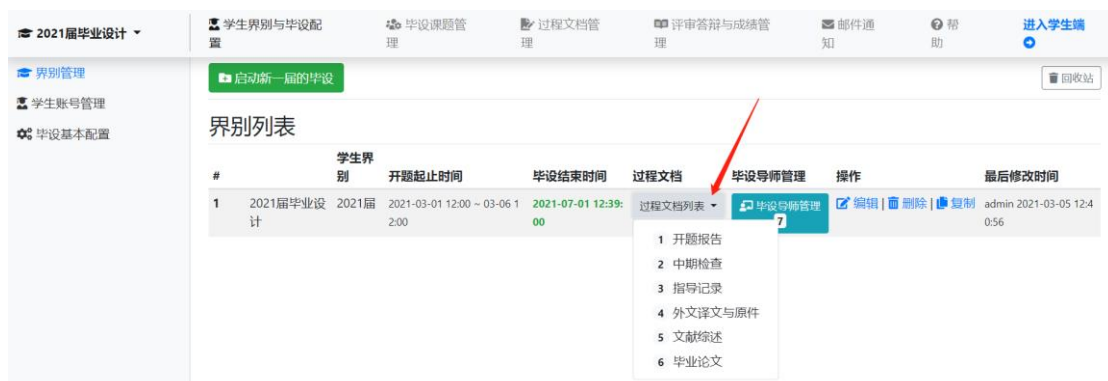 2021届毕业设计
学生界别与毕设配
置
毕设课题管
理
过程文档管
理
评审答辩与成绩管
理
邮件通
知
帮
助
进入学生端
界别管理
学生账号管理
毕设基本配置
启动新一届的毕设
回收站
界别列表
# 学生界
别 开题起止时间 毕设结束时间 过程文档 毕设导师管理 操作 最后修改时间
1 2021届毕业设 2021届 2021-03-01 12:00 ~ 03-06 1 2021-07-01 12:39: 过程文档列表 毕设导师管理 编辑 | 删除 | 复制 admin 2021-03-05 12:4
计 2:00 00 7 0:56
1 开题报告
2 中期检查
3 指导记录
4 外文译文与原件
5 文献综述
6 毕业论文